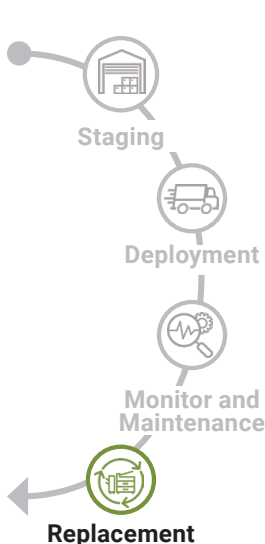 Staging
Deployment
Monitor and
Maintenance
Replacement